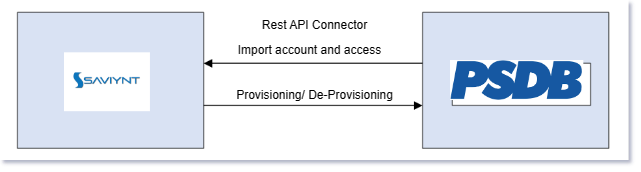 Rest API Connector
Import account and access
SAVIYNT
PSDB
Provisioning/ De-Provisioning